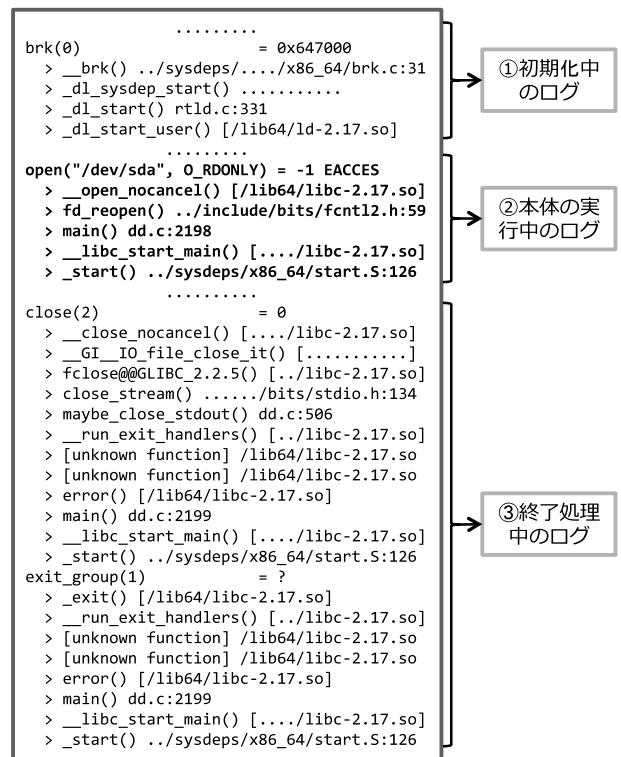 .........
brk(0) = 0x647000
> __brk() ../sysdeps/..../x86_64/brk.c:31
> _dl_sysdep_start() ...........
> _dl_start() rtld.c:331
> _dl_start_user() [/lib64/ld-2.17.so]
.........
open("/dev/sda", O_RDONLY) = -1 EACCES
> __open_nocancel() [/lib64/libc-2.17.so]
> fd_reopen() ../include/bits/fcntl2.h:59
> main() dd.c:2198
> __libc_start_main() [..../libc-2.17.so]
> _start() ../sysdeps/x86_64/start.S:126
..........
close(2) = 0
> __close_nocancel() [..../libc-2.17.so]
> __GI__IO_file_close_it() [...........]
> fclose@@GLIBC_2.2.5() [../libc-2.17.so]
> close_stream() ....../bits/stdio.h:134
> maybe_close_stdout() dd.c:506
> __run_exit_handlers() [../libc-2.17.so]
> [unknown function] /lib64/libc-2.17.so
> [unknown function] /lib64/libc-2.17.so
> error() [/lib64/libc-2.17.so]
> main() dd.c:2199
> __libc_start_main() [..../libc-2.17.so]
> _start() ../sysdeps/x86_64/start.S:126
exit_group(1) = ?
> _exit() [/lib64/libc-2.17.so]
> __run_exit_handlers() [../libc-2.17.so]
> [unknown function] /lib64/libc-2.17.so
> [unknown function] /lib64/libc-2.17.so
> error() [/lib64/libc-2.17.so]
> main() dd.c:2199
> __libc_start_main() [..../libc-2.17.so]
> _start() ../sysdeps/x86_64/start.S:126
①初期化中
のログ
②本体の実
行中のログ
③終了処理
中のログ